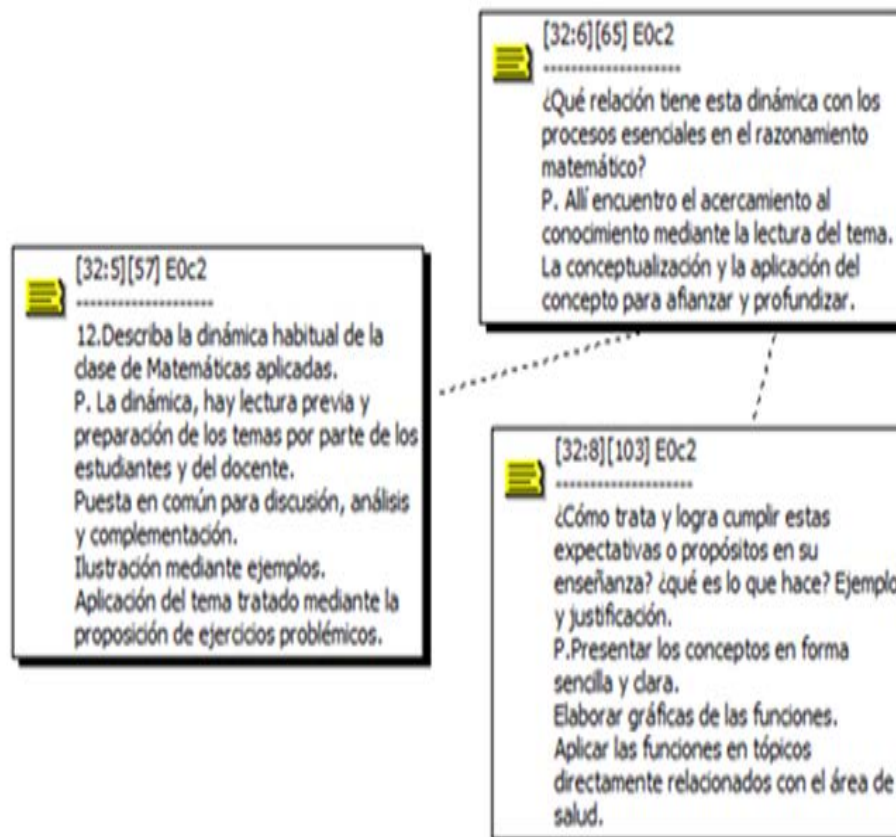 [32:6][65] E0c2
--------------------
¿Qué relación tiene esta dinámica con los
procesos esenciales en el razonamiento
matemático?
P. Allí encuentro el acercamiento al
conocimiento mediante la lectura del tema.
La conceptualización y la aplicación del
concepto para afianzar y profundizar.
[32:5][57] E0c2
--------------------
12.Describa la dinámica habitual de la
clase de Matemáticas aplicadas.
P. La dinámica, hay lectura previa y
preparación de los temas por parte de los
estudiantes y del docente.
Puesta en común para discusión, análisis
y complementación.
Ilustración mediante ejemplos.
Aplicación del tema tratado mediante la
proposición de ejercicios problémicos.
[32:8][103] E0c2
--------------------
¿Cómo trata y logra cumplir estas
expectativas o propósitos en su
enseñanza? ¿qué es lo que hace? Ejemplo
y justificación.
P.Presentar los conceptos en forma
sencilla y clara.
Elaborar gráficas de las funciones.
Aplicar las funciones en tópicos
directamente relacionados con el área de
salud.